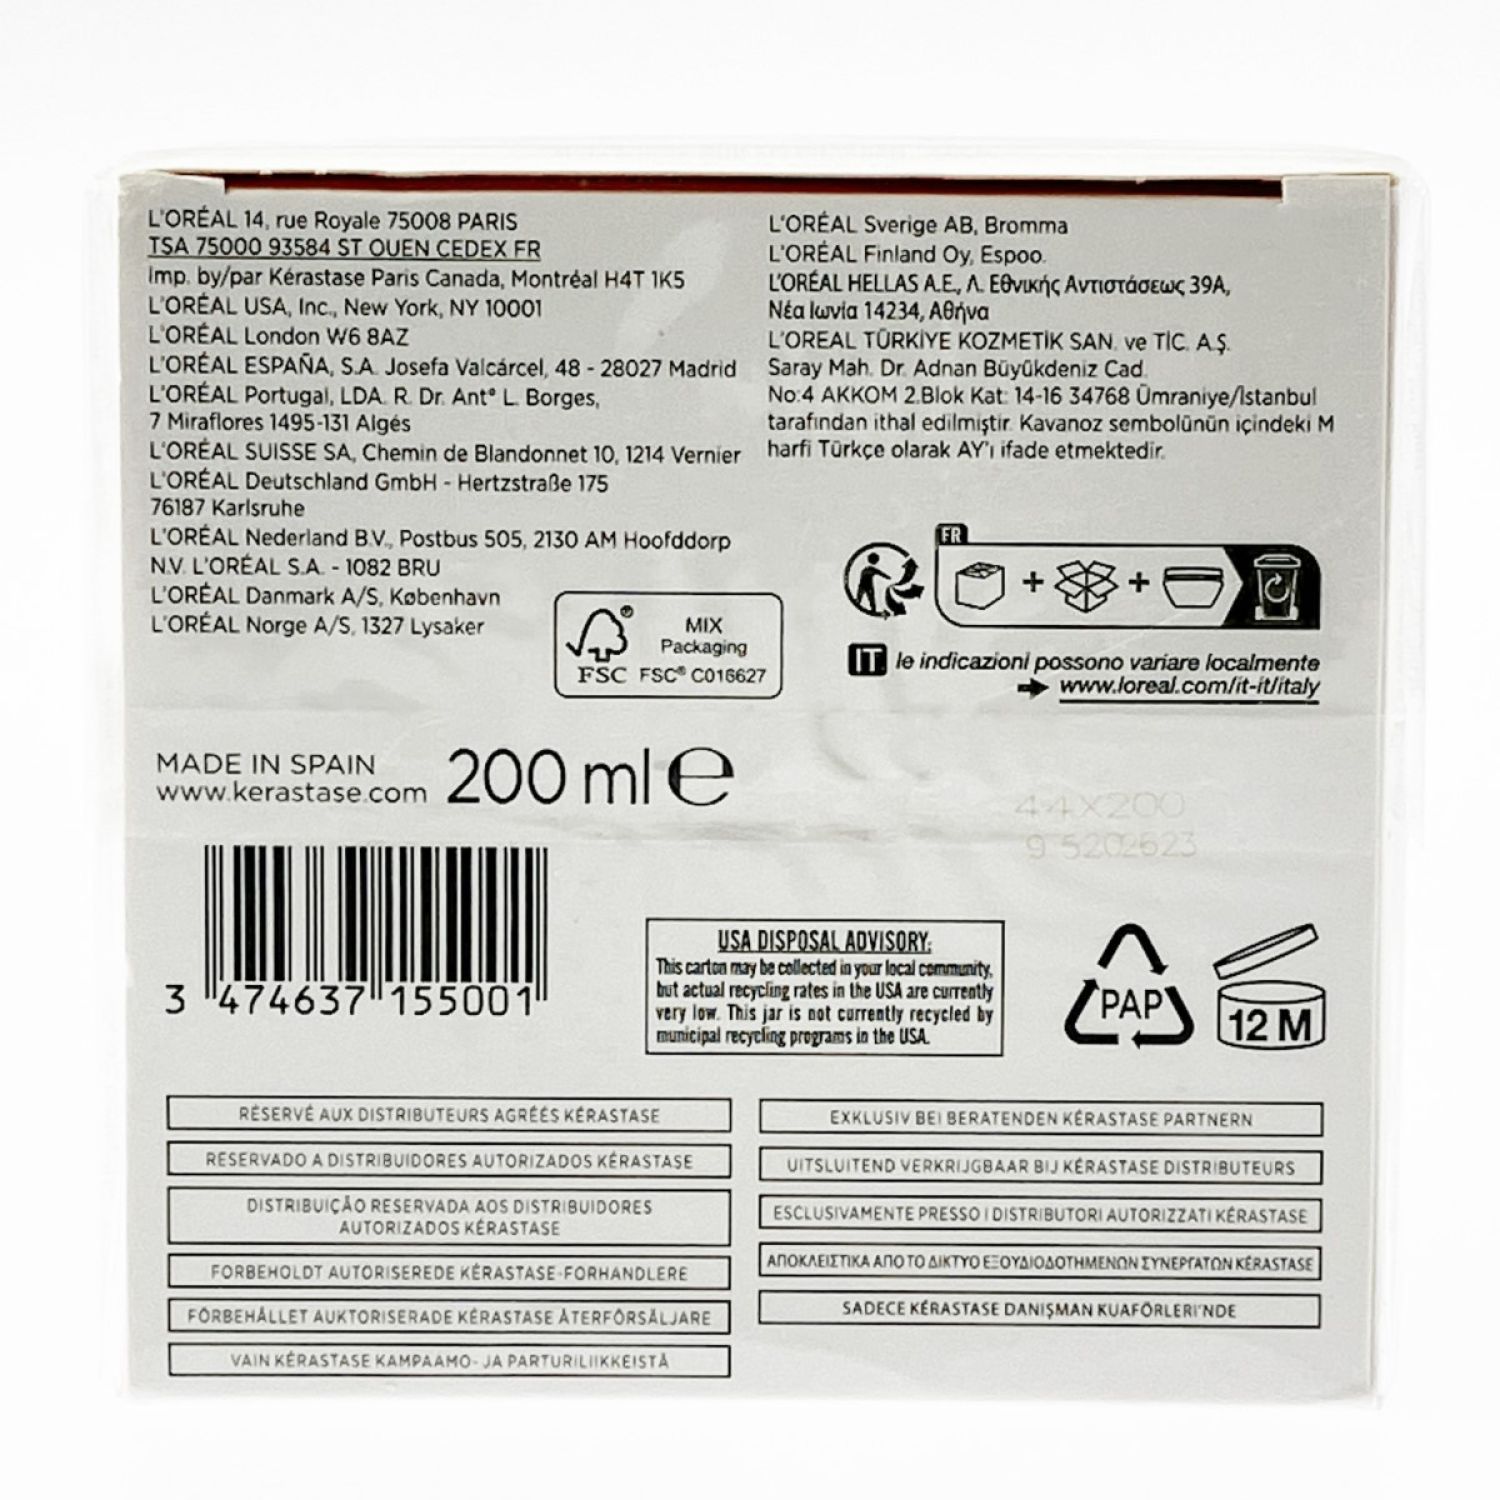 L'ORÉAL 14, rue Royale 75008 PARIS
TSA 75000 93584 ST OUEN CEDEX FR
Imp. by/par Kérastase Paris Canada, Montréal H4T 1K5
L'ORÉAL USA, Inc., New York, NY 10001
L'ORÉAL London W6 8AZ
L'ORÉAL ESPAÑA, S.A. Josefa Valcárcel, 48 - 28027 Madrid
L'ORÉAL Portugal, LDA. R. Dr. Antº L. Borges,
7 Miraflores 1495-131 Algés
L'ORÉAL SUISSE SA, Chemin de Blandonnet 10, 1214 Vernier
L'ORÉAL Deutschland GmbH - Hertzstraße 175
76187 Karlsruhe
L'ORÉAL Nederland B.V., Postbus 505, 2130 AM Hoofddorp
N.V. L'ORÉAL S.A. - 1082 BRU
L'ORÉAL Danmark A/S, København
L'ORÉAL Norge A/S, 1327 Lysaker
L'ORÉAL Sverige AB, Bromma
L'ORÉAL Finland Oy, Espoo.
L'ORÉAL HELLAS A.E., Λ. Εθνικής Αντιστάσεως 39Α,
Νέα Ιωνία 14234, Αθήνα
L'OREAL TÜRKİYE KOZMETİK SAN. ve TİC. A.Ş.
Saray Mah. Dr. Adnan Büyükdeniz Cad.
No:4 AKKOM 2.Blok Kat: 14-16 34768 Ümraniye/İstanbul
tarafından ithal edilmiştir. Kavanoz sembolünün içindeki M
harfi Türkçe olarak AY'ı ifade etmektedir.
MIX
Packaging
FSC FSC® C016627
FR
IT le indicazioni possono variare localmente
www.loreal.com/it-it/italy
MADE IN SPAIN
www.kerastase.com
200 ml e
44X200
9 5202623
3 474637 155001
USA DISPOSAL ADVISORY:
This carton may be collected in your local community,
but actual recycling rates in the USA are currently
very low. This jar is not currently recycled by
municipal recycling programs in the USA.
PAP
12 M
RÉSERVÉ AUX DISTRIBUTEURS AGRÉÉS KÉRASTASE
RESERVADO A DISTRIBUIDORES AUTORIZADOS KÉRASTASE
DISTRIBUIÇÃO RESERVADA AOS DISTRIBUIDORES
AUTORIZADOS KÉRASTASE
FORBEHOLDT AUTORISEREDE KÉRASTASE-FORHANDLERE
FÖRBEHÅLLET AUKTORISERADE KÉRASTASE ÅTERFÖRSÄLJARE
VAIN KÉRASTASE KAMPAAMO- JA PARTURILIIKKEISTÄ
EXKLUSIV BEI BERATENDEN KÉRASTASE PARTNERN
UITSLUITEND VERKRIJGBAAR BIJ KÉRASTASE DISTRIBUTEURS
ESCLUSIVAMENTE PRESSO I DISTRIBUTORI AUTORIZZATI KÉRASTASE
ΑΠΟΚΛΕΙΣΤΙΚΑ ΑΠΟ ΤΟ ΔΙΚΤΥΟ ΕΞΟΥΔΙΟΔΟΤΗΜΕΝΩΝ ΣΥΝΕΡΓΑΤΩΝ KÉRASTASE
SADECE KÉRASTASE DANIŞMAN KUAFÖRLERİ'NDE